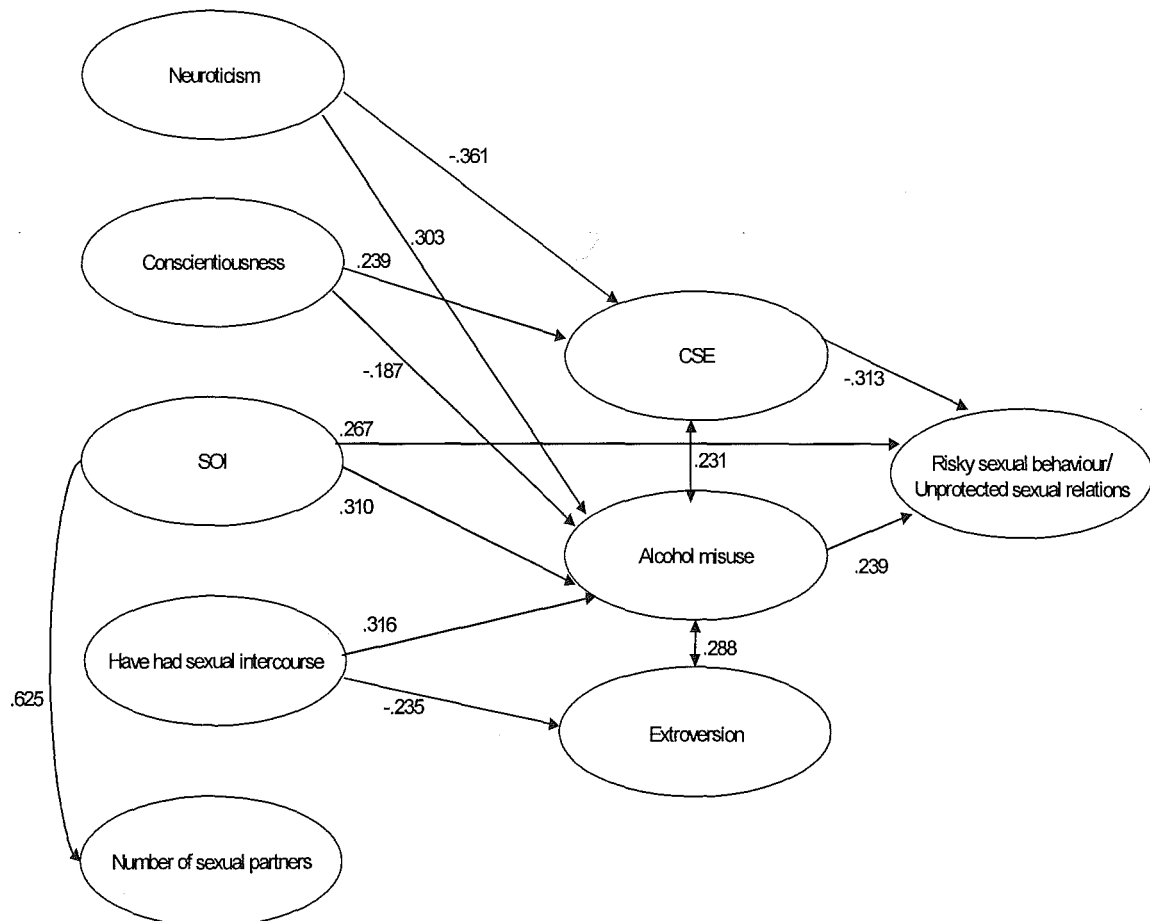 Neuroticism
-.361
.303
Conscientiousness
.239
-.187
CSE
-.313
SOI
.267
.231
.310
Risky sexual behaviour/
Unprotected sexual relations
Alcohol misuse
.239
.316
.288
Have had sexual intercourse
-.235
.625
Extroversion
Number of sexual partners